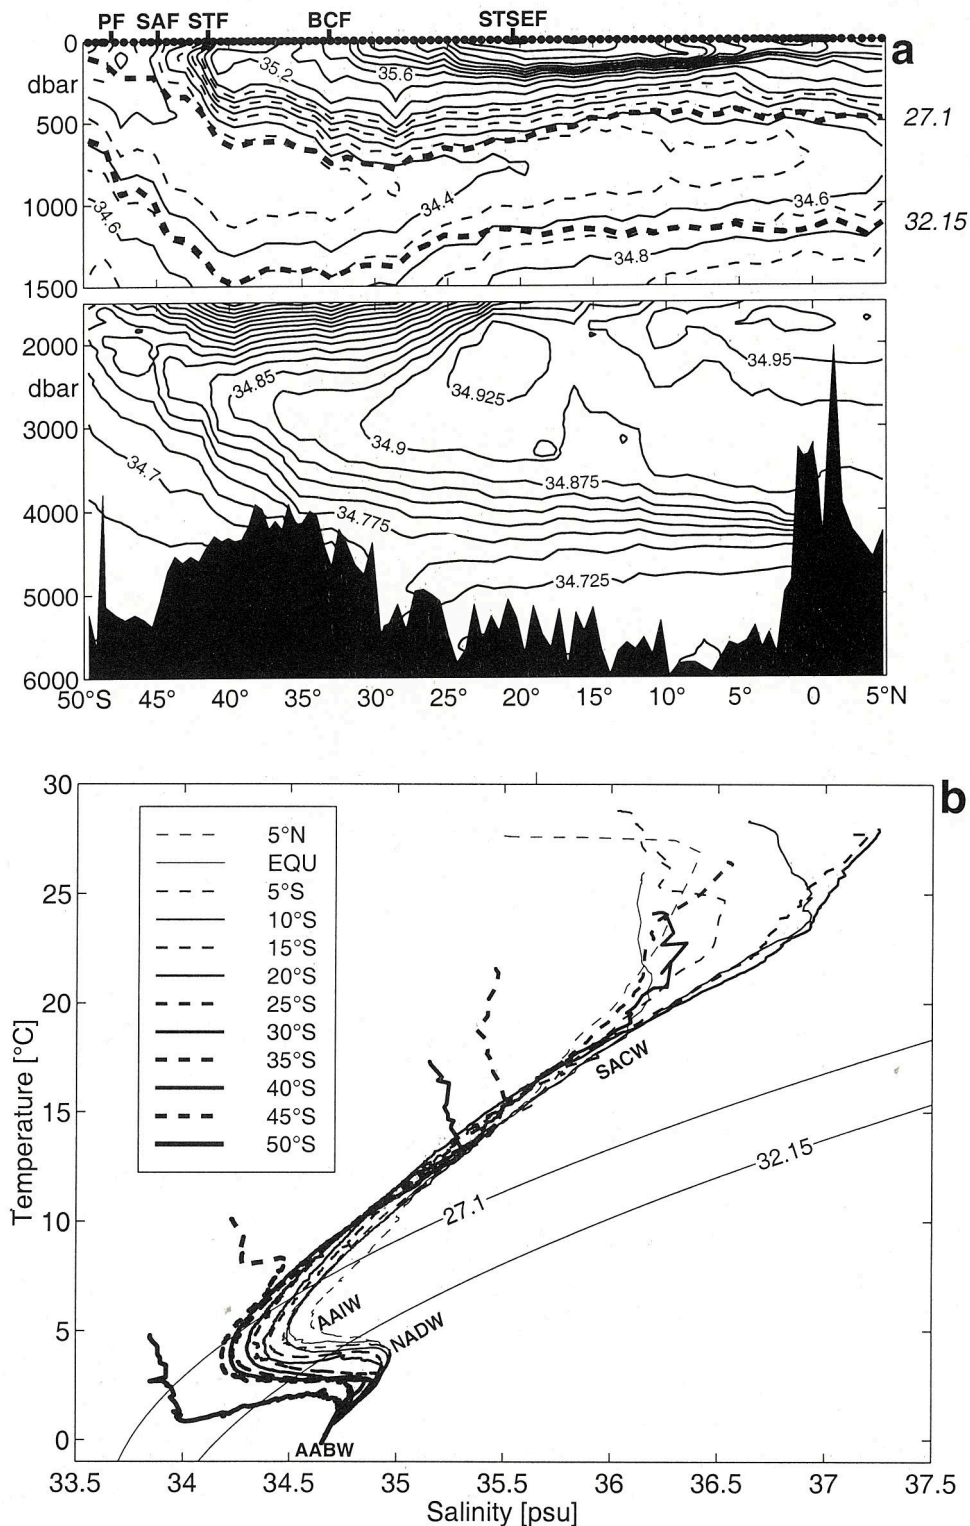 PF SAF STF BCF STSEF
a
0
dbar
500
1000
1500
35.2
35.6
27.1
34.4
34.6
34.6
32.15
34.8
2000
dbar
3000
4000
5000
6000
34.85
34.925
34.95
34.9
34.7
34.875
34.775
34.725
50°S 45° 40° 35° 30° 25° 20° 15° 10° 5° 0 5°N
b
30
25
20
15
10
5
0
Temperature [°C]
5°N
EQU
5°S
10°S
15°S
20°S
25°S
30°S
35°S
40°S
45°S
50°S
SACW
32.15
27.1
AAIW
NADW
AABW
33.5 34 34.5 35 35.5 36 36.5 37 37.5
Salinity [psu]